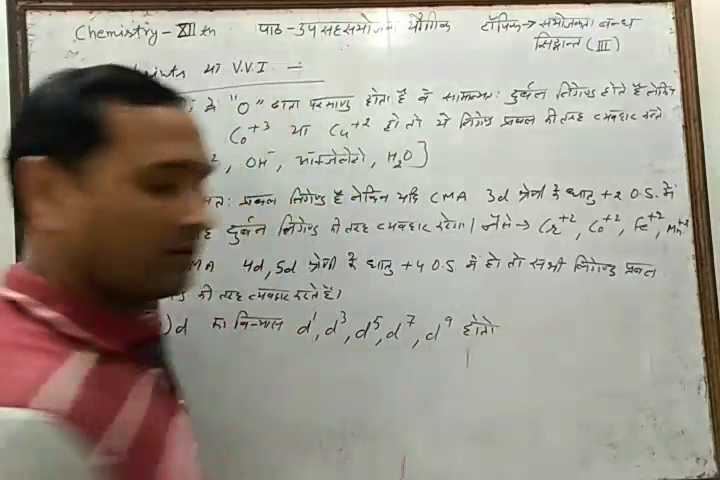 Chemistry - XII th पाठ - उपसहसंयोजक यौगिक टॉपिक → संयोजकता बन्ध
सिद्धान्त (III)
या V.V.I :-
में "O" दाता परमाणु होता है वे सामान्यतः दुर्बल लिगेण्ड होते हैं लेकिन
Co+3 या Cu+2 हो तो ये लिगेण्ड प्रबल की तरह व्यवहार करते
, OH-, ऑक्जेलेटो, H2O]
प्रबल लिगेण्ड है लेकिन यदि CMA 3d श्रेणी के धातु +2 O.S. में
दुर्बल लिगेण्ड की तरह व्यवहार करेगा। जैसे → Cr+2, Co+2, Fe+2, Mn+2
MA 4d, 5d श्रेणी के धातु +4 O.S में हो तो सभी लिगेण्ड प्रबल
की तरह व्यवहार करते हैं।
) d का विन्यास d1, d3, d5, d7, d9 हो तो